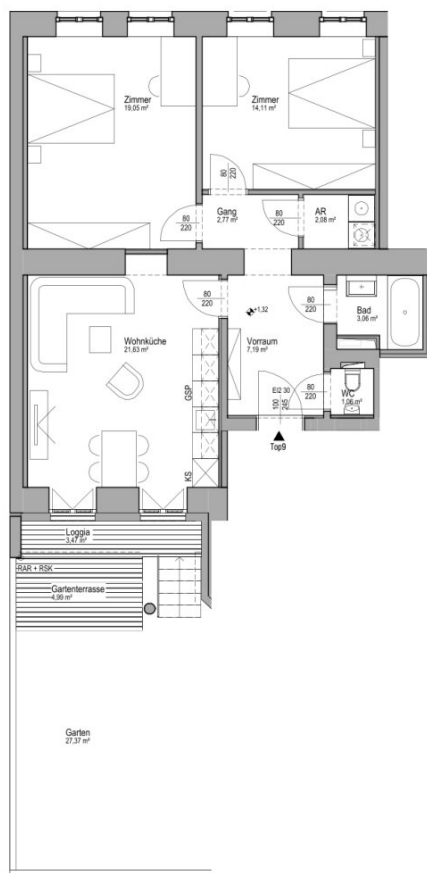 Zimmer
19,05 m²
Zimmer
14,11 m²
80
220
80
220
Gang
2,77 m²
80
220
AR
2,08 m²
80
220
+1,32
80
220
Bad
3,06 m²
Wohnküche
21,63 m²
Vorraum
7,19 m²
GSP
EI2 30
100
245
80
220
WC
1,06 m²
KS
Top9
Loggia
3,47 m²
RAR + RSK
Gartenterrasse
4,99 m²
Garten
27,37 m²